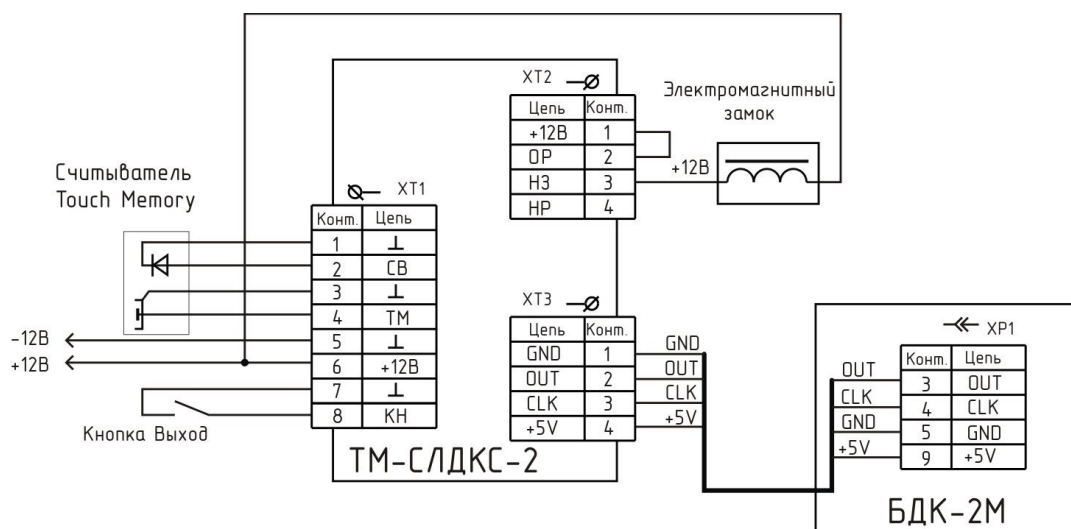 XT2
Цепь Конт.
+12В 1
ОР 2
НЗ 3
НР 4
Электромагнитный
замок
+12В
Считыватель
Touch Memory
XT1
Конт. Цепь
1 ⊥
2 СВ
3 ⊥
4 ТМ
5 ⊥
6 +12В
7 ⊥
8 КН
-12В
+12В
Кнопка Выход
XT3
Цепь Конт.
GND 1
OUT 2
CLK 3
+5V 4
GND
OUT
CLK
+5V
ТМ-СЛДКС-2
XP1
Конт. Цепь
3 OUT
4 CLK
5 GND
9 +5V
OUT
CLK
GND
+5V
БДК-2М